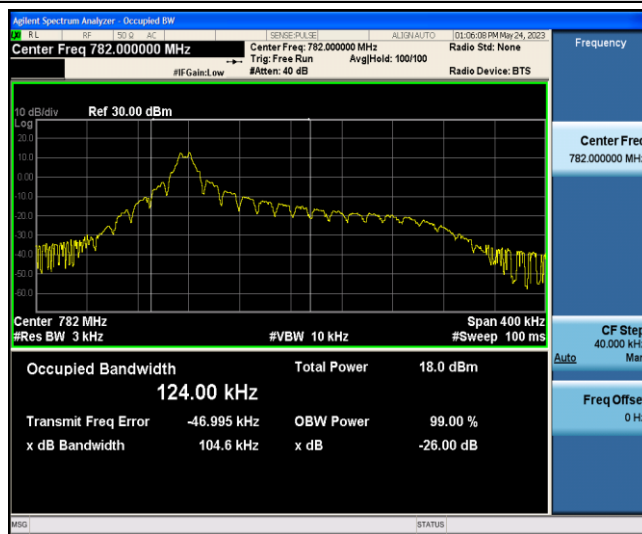 Agilent Spectrum Analyzer - Occupied BW
RL RF 50 Ω AC SENSE:PULSE ALIGNAUTO 01:06:08 PM May 24, 2023
Center Freq 782.000000 MHz
Center Freq: 782.000000 MHz
Radio Std: None
Trig: Free Run Avg|Hold: 100/100
#IFGain:Low #Atten: 40 dB Radio Device: BTS
10 dB/div Ref 30.00 dBm
Log
20.0
10.0
0.00
-10.0
-20.0
-30.0
-40.0
-50.0
-60.0
Center 782 MHz Span 400 kHz
#Res BW 3 kHz #VBW 10 kHz #Sweep 100 ms
Occupied Bandwidth Total Power 18.0 dBm
124.00 kHz
Transmit Freq Error -46.995 kHz OBW Power 99.00 %
x dB Bandwidth 104.6 kHz x dB -26.00 dB
MSG STATUS
Frequency
Center Freq
782.000000 MHz
CF Step
40.000 kHz
Auto Man
Freq Offse
0 Hz